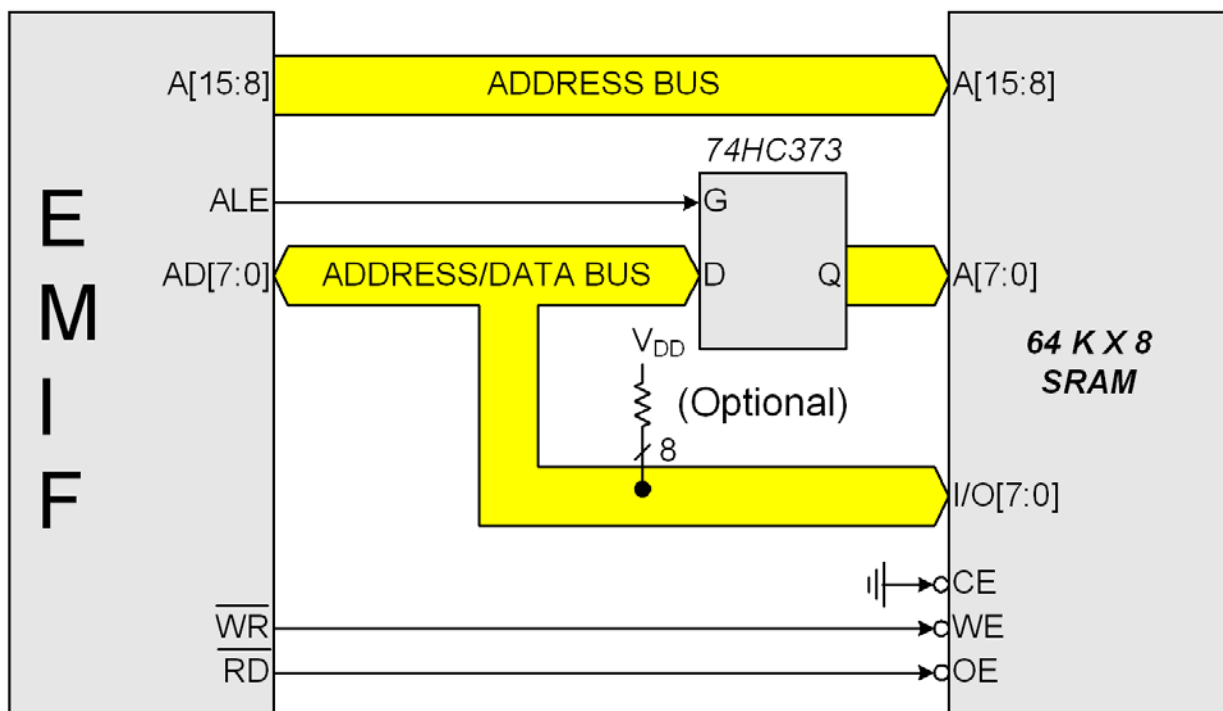 EMIF
A[15:8]
ADDRESS BUS
A[15:8]
74HC373
ALE
G
AD[7:0]
ADDRESS/DATA BUS
D
Q
A[7:0]
VDD
(Optional)
8
64 K X 8
SRAM
I/O[7:0]
CE
WR
WE
RD
OE